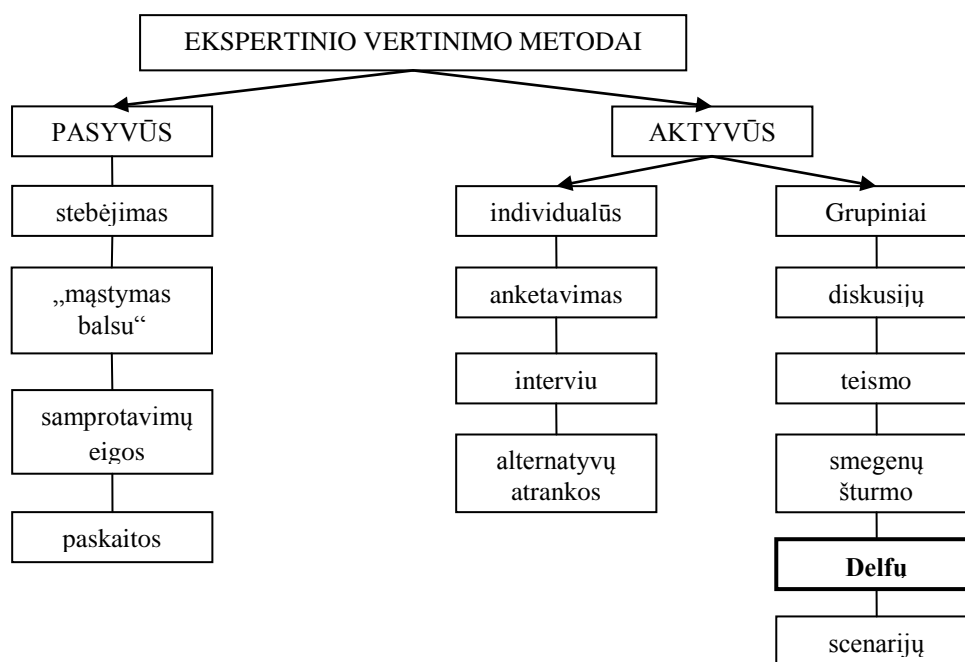 EKSPERTINIO VERTINIMO METODAI
PASYVŪS
AKTYVŪS
stebėjimas
individualūs
Grupiniai
„mąstymas
balsu“
anketavimas
diskusijų
samprotavimų
eigos
interviu
teismo
alternatyvų
atrankos
smegenų
šturmo
paskaitos
Delfų
scenarijų